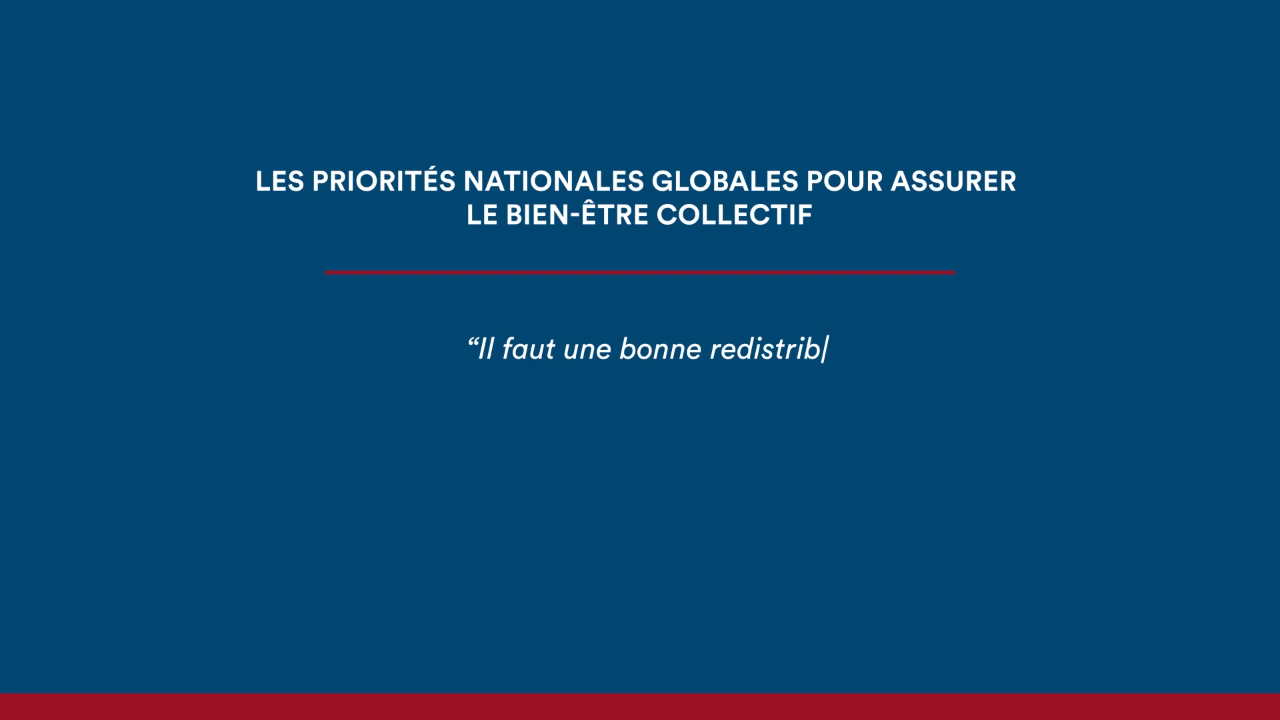 LES PRIORITÉS NATIONALES GLOBALES POUR ASSURER
LE BIEN-ÊTRE COLLECTIF
“Il faut une bonne redistrib|